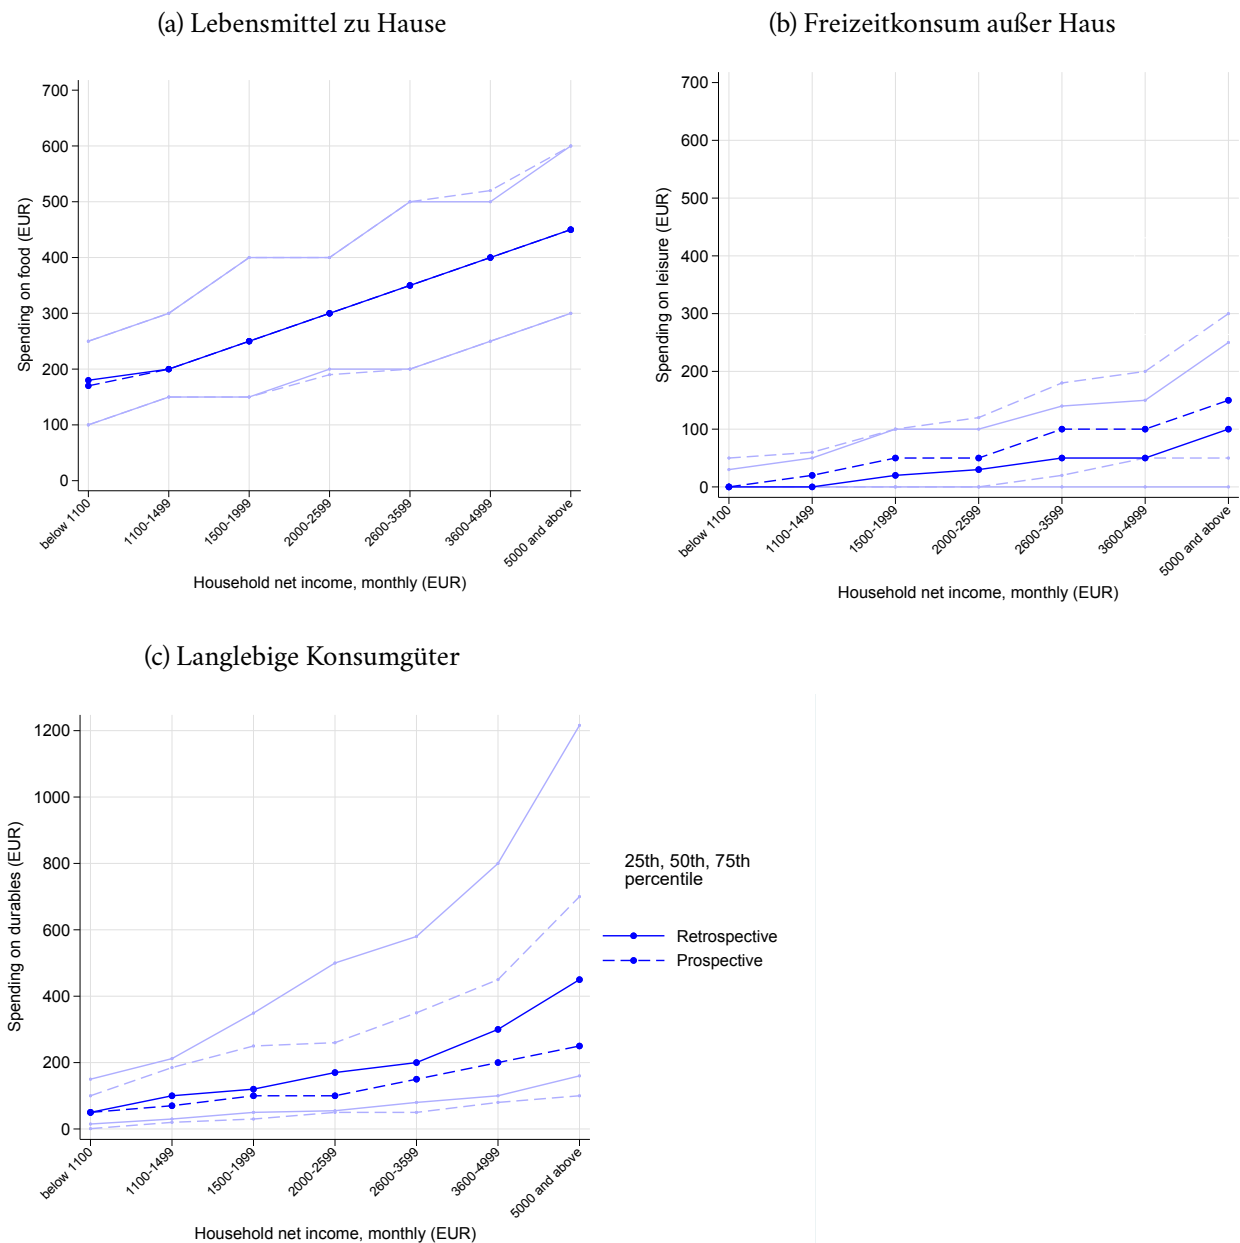 (a) Lebensmittel zu Hause
700
600
500
400
300
200
100
0
Spending on food (EUR)
below 1100
1100-1499
1500-1999
2000-2599
2600-3599
3600-4999
5000 and above
Household net income, monthly (EUR)
(b) Freizeitkonsum außer Haus
700
600
500
400
300
200
100
0
Spending on leisure (EUR)
below 1100
1100-1499
1500-1999
2000-2599
2600-3599
3600-4999
5000 and above
Household net income, monthly (EUR)
(c) Langlebige Konsumgüter
1200
1000
800
600
400
200
0
Spending on durables (EUR)
below 1100
1100-1499
1500-1999
2000-2599
2600-3599
3600-4999
5000 and above
Household net income, monthly (EUR)
25th, 50th, 75th
percentile
Retrospective
Prospective